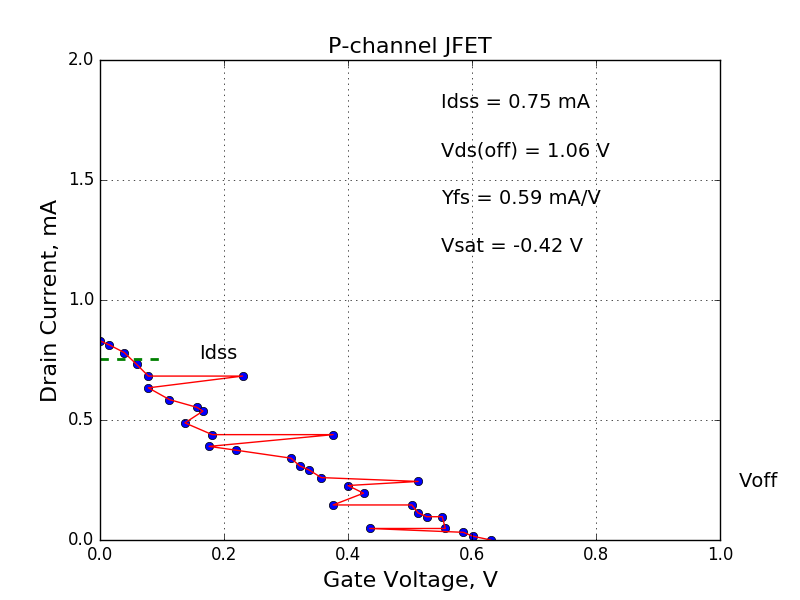 P-channel JFET
2.0
1.5
1.0
0.5
0.0
Drain Current, mA
Idss = 0.75 mA
Vds(off) = 1.06 V
Yfs = 0.59 mA/V
Vsat = -0.42 V
Idss
Voff
0.0 0.2 0.4 0.6 0.8 1.0
Gate Voltage, V